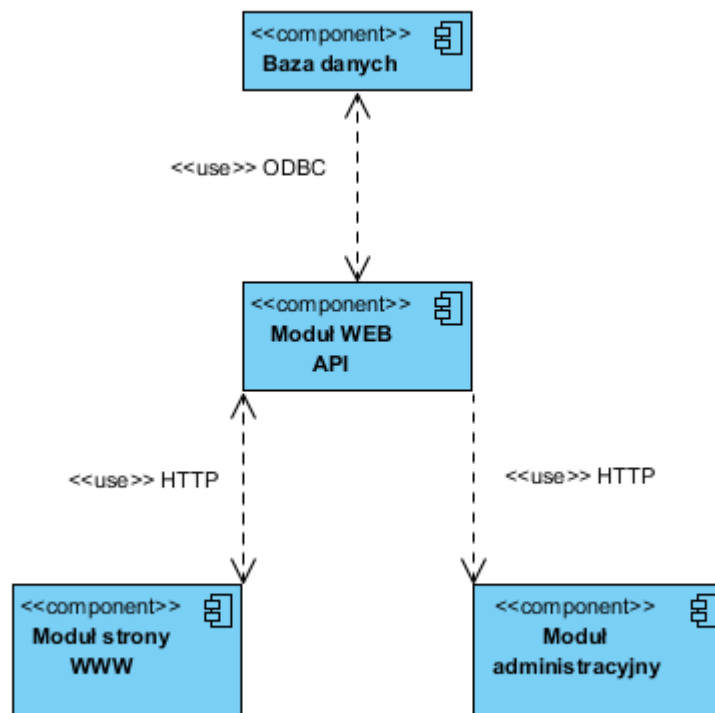 <<component>>
Baza danych
<<use>> ODBC
<<component>>
Moduł WEB
API
<<use>> HTTP
<<use>> HTTP
<<component>>
Moduł strony
WWW
<<component>>
Moduł
administracyjny